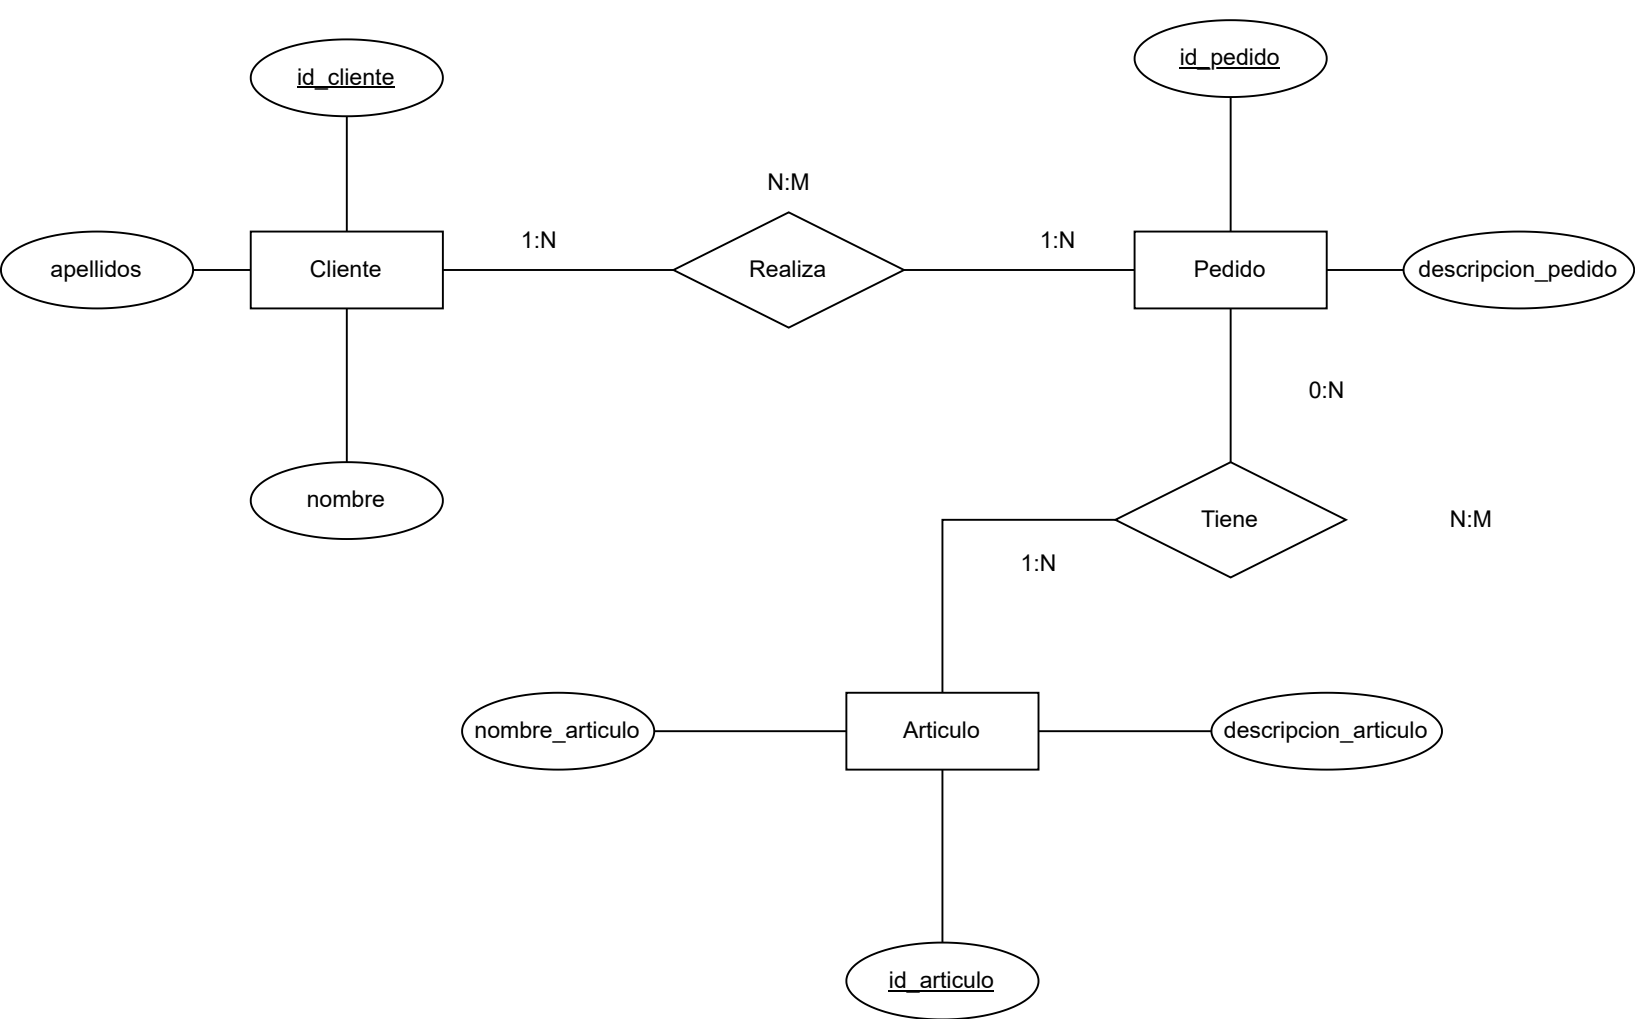 id_pedido
id_cliente
N:M
1:N
1:N
apellidos
Cliente
Realiza
Pedido
descripcion_pedido
0:N
nombre
Tiene
N:M
1:N
nombre_articulo
Articulo
descripcion_articulo
id_articulo